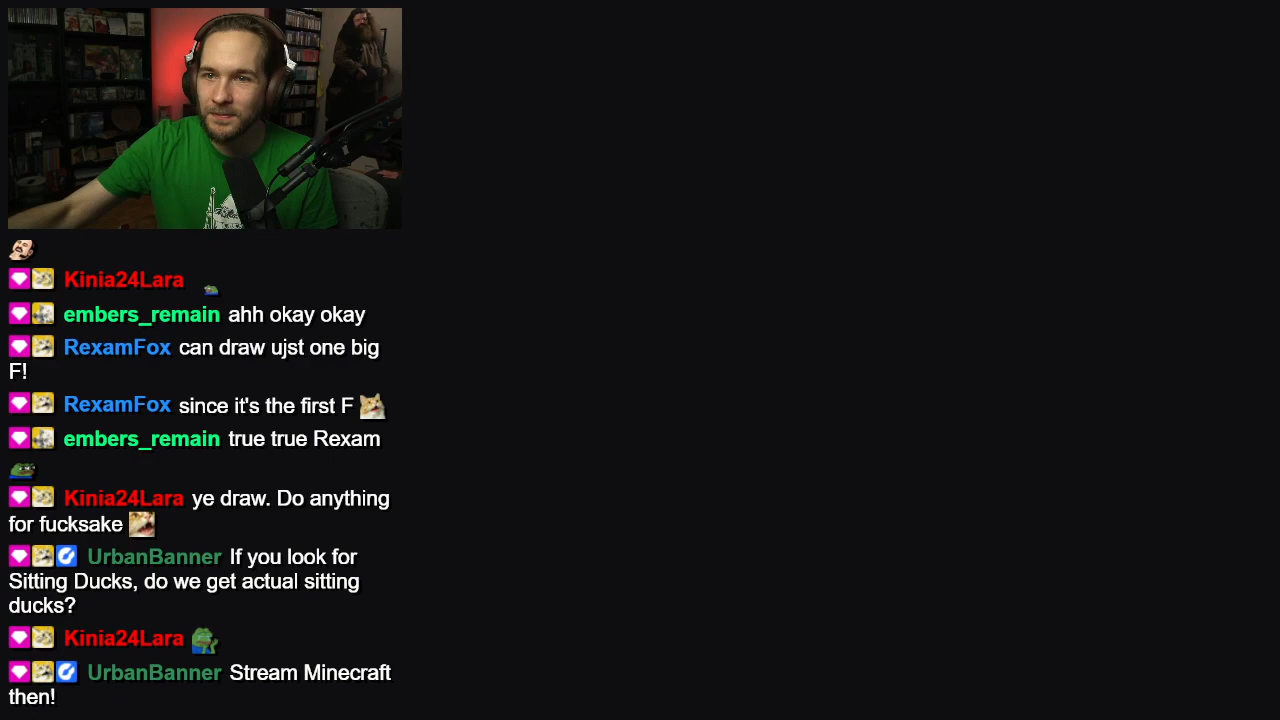 Kinia24Lara
embers_remain ahh okay okay
RexamFox can draw ujst one big
F!
RexamFox since it's the first F
embers_remain true true Rexam
Kinia24Lara ye draw. Do anything
for fucksake
UrbanBanner If you look for
Sitting Ducks, do we get actual sitting
ducks?
Kinia24Lara
UrbanBanner Stream Minecraft
then!